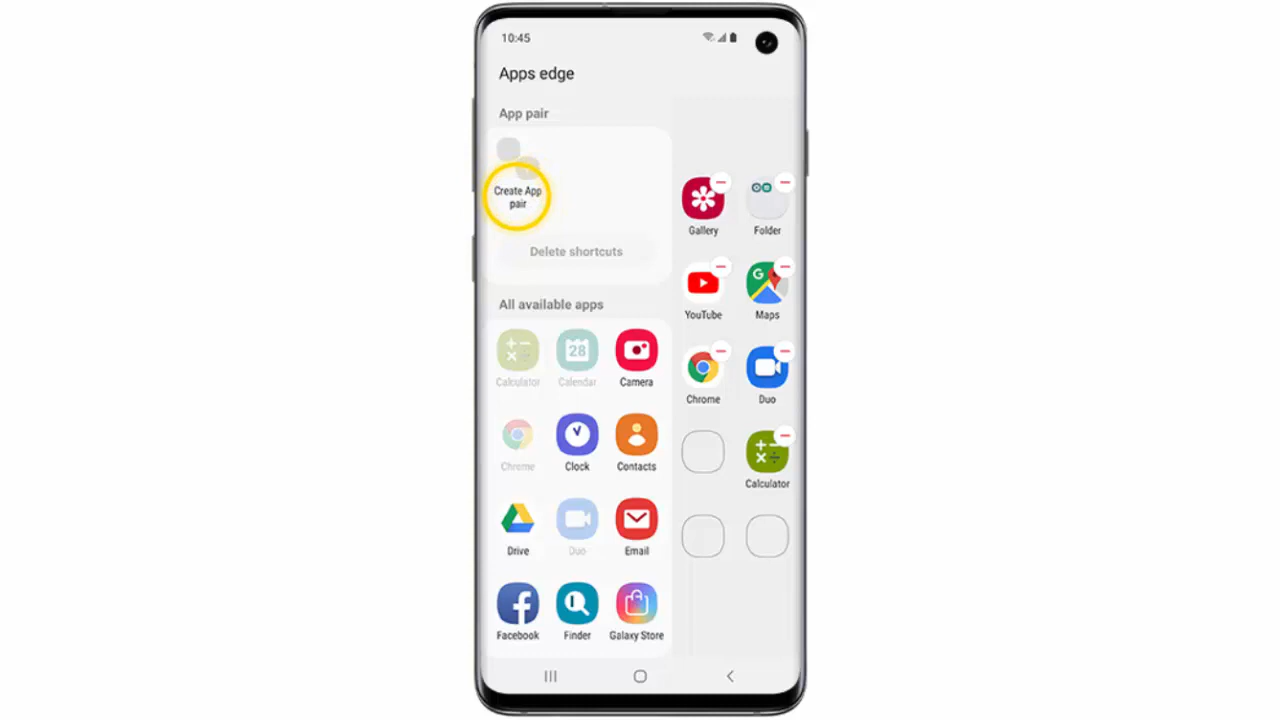 10:45
Apps edge
App pair
Create App
pair
Delete shortcuts
All available apps
Calculator Calendar Camera
28
Chrome Clock Contacts
Drive Duo Email
Facebook Finder Galaxy Store
Gallery Folder
YouTube Maps
G
Chrome Duo
Calculator